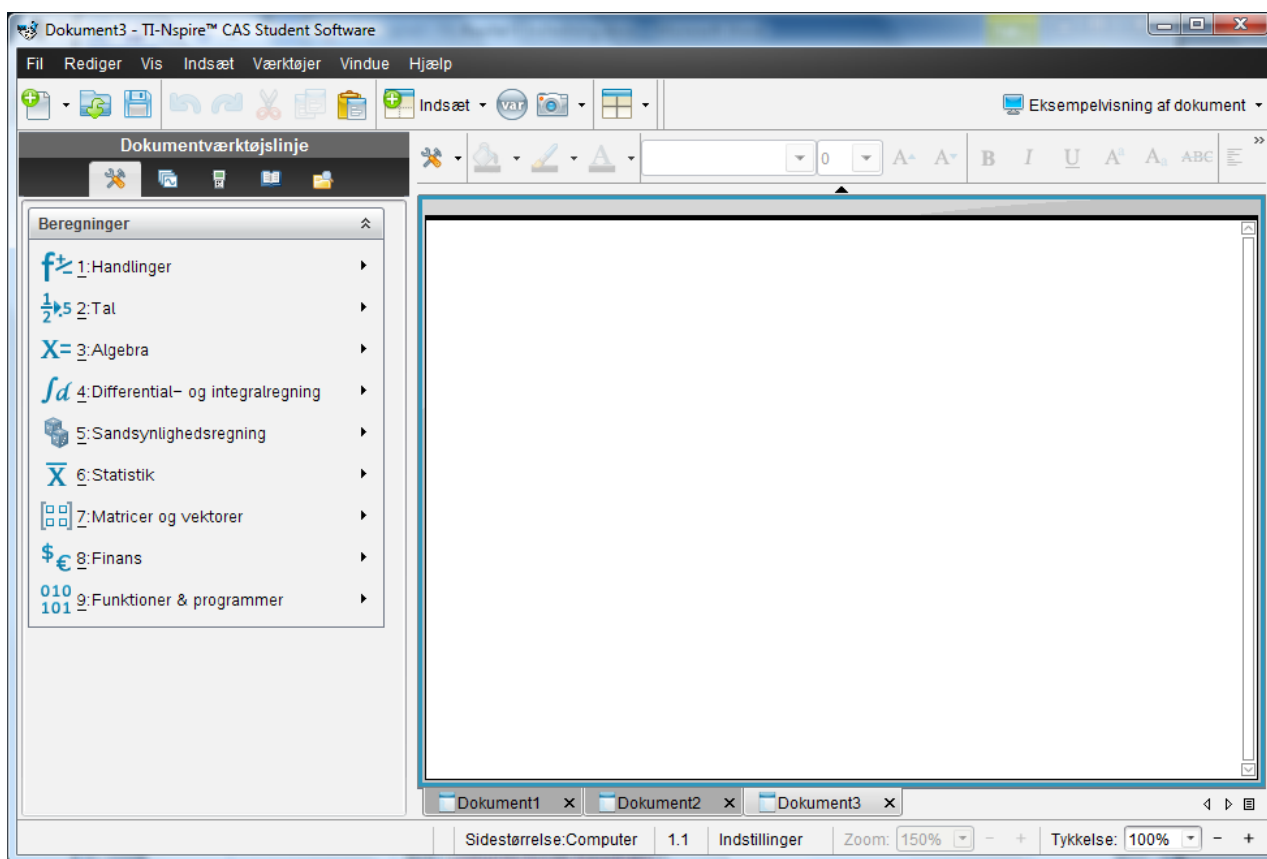 Dokument3 - TI-Nspire™ CAS Student Software
Fil Rediger Vis Indsæt Værktøjer Vindue Hjælp
Indsæt var Eksempelvisning af dokument
Dokumentværktøjslinje
0 A A B I U Aª Aₐ ABC
Beregninger
1:Handlinger
2:Tal
3:Algebra
4:Differential- og integralregning
5:Sandsynlighedsregning
6:Statistik
7:Matricer og vektorer
8:Finans
9:Funktioner & programmer
Dokument1 Dokument2 Dokument3
Sidestørrelse:Computer 1.1 Indstillinger Zoom: 150% - + Tykkelse: 100% - +